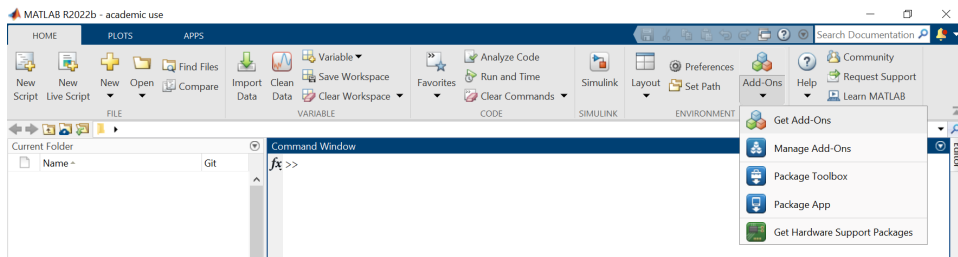 MATLAB R2022b - academic use
HOME PLOTS APPS
Search Documentation
New Script
New Live Script
New
Open
Find Files
Compare
Import Data
Clean Data
Variable
Save Workspace
Clear Workspace
Favorites
Analyze Code
Run and Time
Clear Commands
Simulink
Layout
Preferences
Set Path
Add-Ons
Help
Community
Request Support
Learn MATLAB
FILE VARIABLE CODE SIMULINK ENVIRONMENT
Get Add-Ons
Manage Add-Ons
Package Toolbox
Package App
Get Hardware Support Packages
Current Folder
Name Git
Command Window
fx >>
Editor